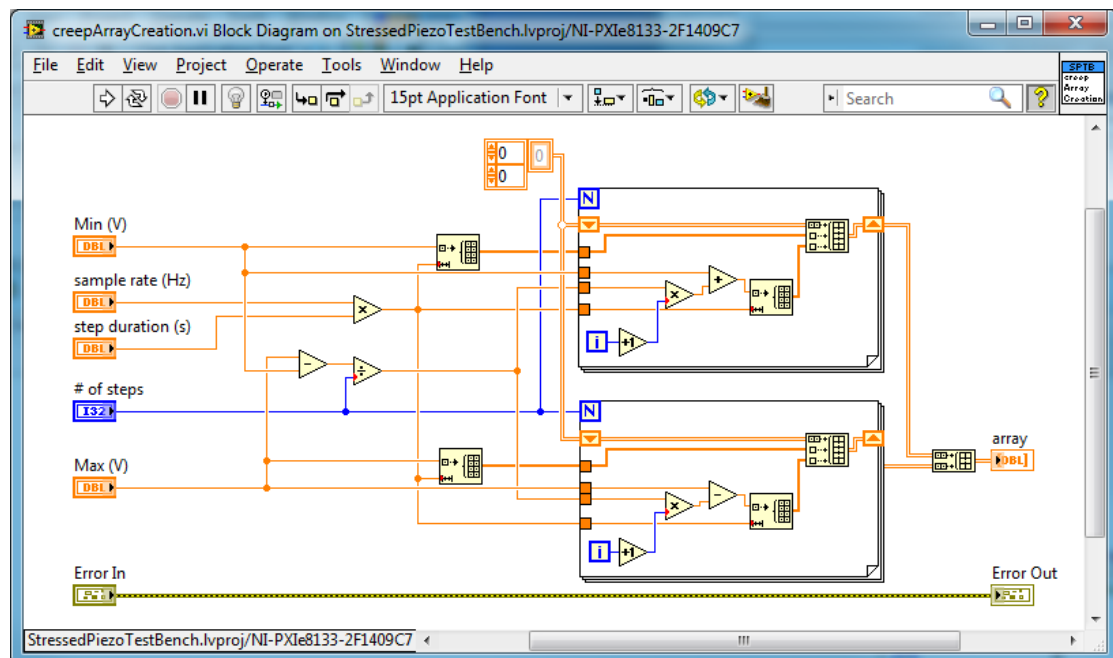 creepArrayCreation.vi Block Diagram on StressedPiezoTestBench.lvproj/NI-PXIe8133-2F1409C7
File Edit View Project Operate Tools Window Help
15pt Application Font
Search
SPTB
creep
Array
Creation
0
0
0
N
Min (V)
DBL
sample rate (Hz)
DBL
step duration (s)
DBL
i
+1
# of steps
I32
N
Max (V)
DBL
array
DBL]
i
+1
Error In
Error Out
StressedPiezoTestBench.lvproj/NI-PXIe8133-2F1409C7